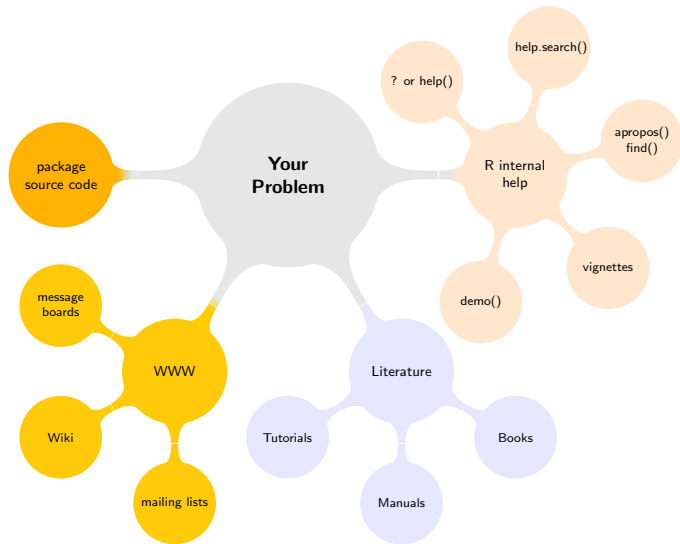 help.search()
? or help()
apropos()
find()
Your
Problem
package
source code
R internal
help
vignettes
message
boards
demo()
WWW
Literature
Wiki
Tutorials
Books
mailing lists
Manuals